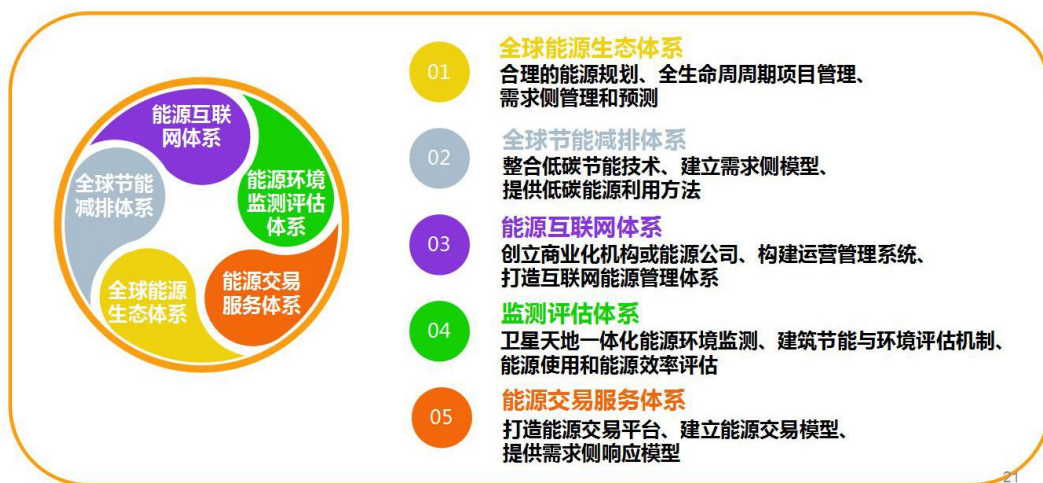 能源互联
网体系
能源环境
监测评估
体系
全球节能
减排体系
全球能源
生态体系
能源交易
服务体系
01
全球能源生态体系
合理的能源规划、全生命周周期项目管理、
需求侧管理和预测
02
全球节能减排体系
整合低碳节能技术、建立需求侧模型、
提供低碳能源利用方法
03
能源互联网体系
创立商业化机构或能源公司、构建运营管理系统、
打造互联网能源管理体系
04
监测评估体系
卫星天地一体化能源环境监测、建筑节能与环境评估机制、
能源使用和能源效率评估
05
能源交易服务体系
打造能源交易平台、建立能源交易模型、
提供需求侧响应模型
21